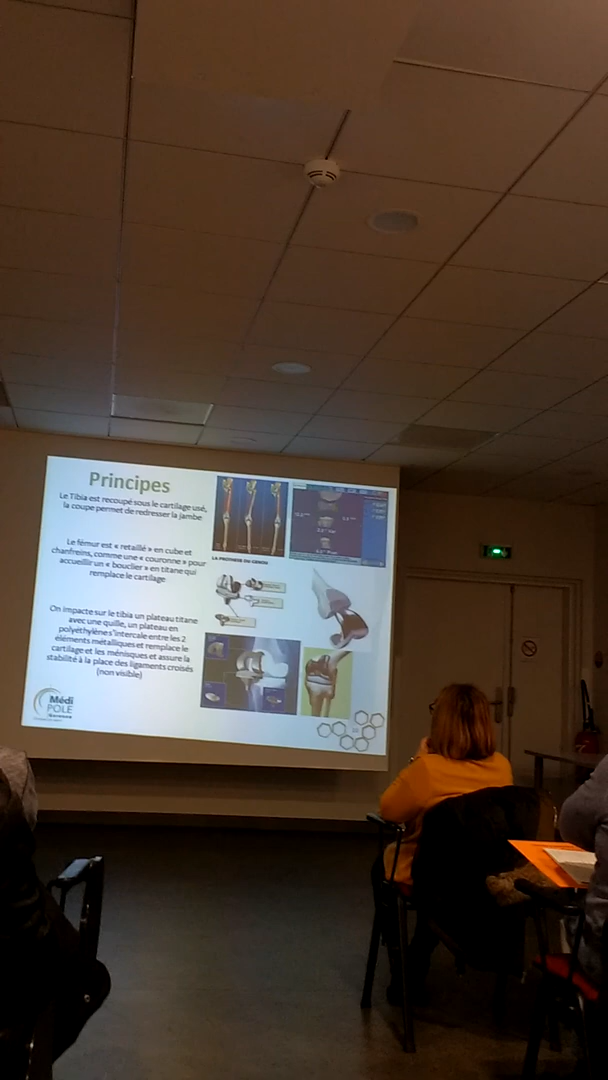 Principes
Le Tibia est recoupé sous le cartilage usé,
la coupe permet de redresser la jambe
Le fémur est « retaillé » en cube et
chanfreins, comme une « couronne » pour
accueillir un « bouclier » en titane qui
remplace le cartilage
On impacte sur le tibia un plateau titane
avec une quille, un plateau en
polyéthylène s'intercale entre les 2
éléments métalliques et remplace le
cartilage et les ménisques et assure la
stabilité à la place des ligaments croisés
(non visible)
LA PROTHESE DU GENOU
Médi
PÔLE
Garonne